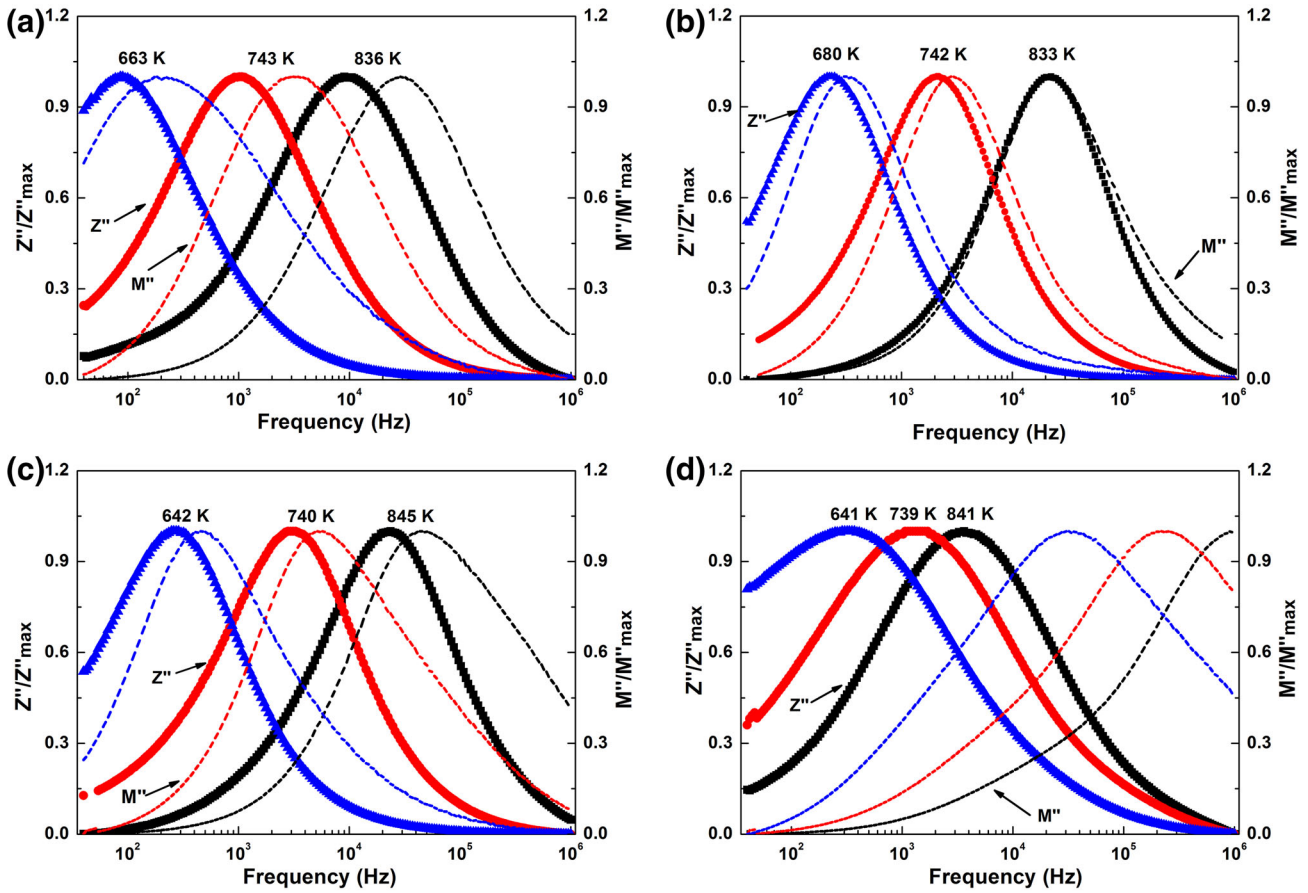 (a)
1.2
0.9
0.6
0.3
0.0
Z''/Z''max
663 K
743 K
836 K
Z''
M''
1.2
0.9
0.6
0.3
0.0
M''/M''max
10² 10³ 10⁴ 10⁵ 10⁶
Frequency (Hz)
(b)
1.2
0.9
0.6
0.3
0.0
Z''/Z''max
680 K
742 K
833 K
Z''
M''
1.2
0.9
0.6
0.3
0.0
M''/M''max
10² 10³ 10⁴ 10⁵ 10⁶
Frequency (Hz)
(c)
1.2
0.9
0.6
0.3
0.0
Z''/Z''max
642 K
740 K
845 K
Z''
M''
1.2
0.9
0.6
0.3
0.0
M''/M''max
10² 10³ 10⁴ 10⁵ 10⁶
Frequency (Hz)
(d)
1.2
0.9
0.6
0.3
0.0
Z''/Z''max
641 K
739 K
841 K
Z''
M''
1.2
0.9
0.6
0.3
0.0
M''/M''max
10² 10³ 10⁴ 10⁵ 10⁶
Frequency (Hz)